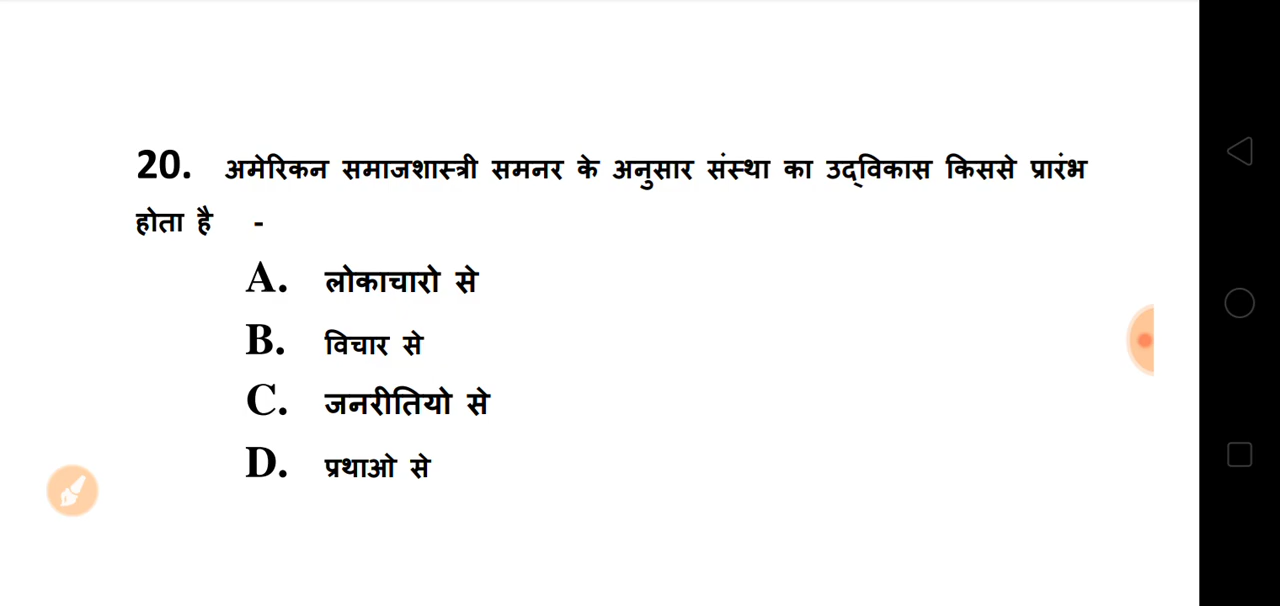 20. अमेरिकन समाजशास्त्री समनर के अनुसार संस्था का उद्‌विकास किससे प्रारंभ
होता है -
A. लोकाचारो से
B. विचार से
C. जनरीतियो से
D. प्रथाओ से